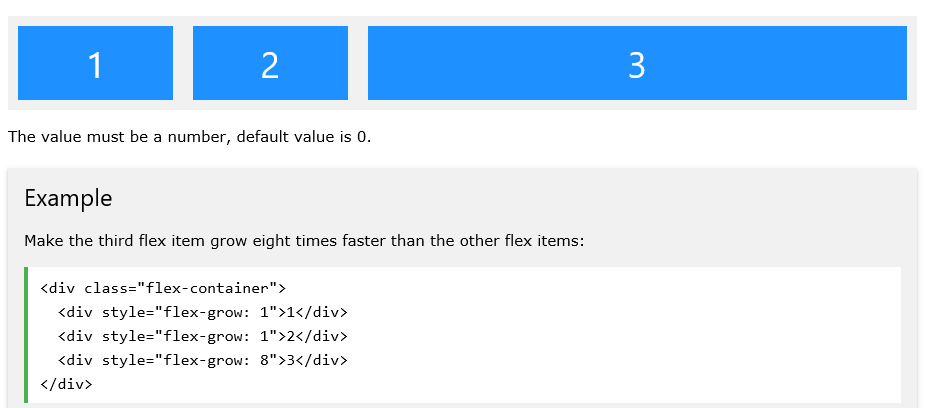 1 2 3
The value must be a number, default value is 0.
Example
Make the third flex item grow eight times faster than the other flex items:
<div class="flex-container">
  <div style="flex-grow: 1">1</div>
  <div style="flex-grow: 1">2</div>
  <div style="flex-grow: 8">3</div>
</div>